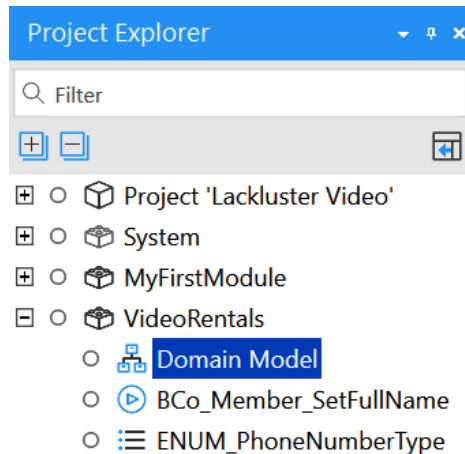 Project Explorer
Filter
Project 'Lackluster Video'
System
MyFirstModule
VideoRentals
Domain Model
BCo_Member_SetFullName
ENUM_PhoneNumberType